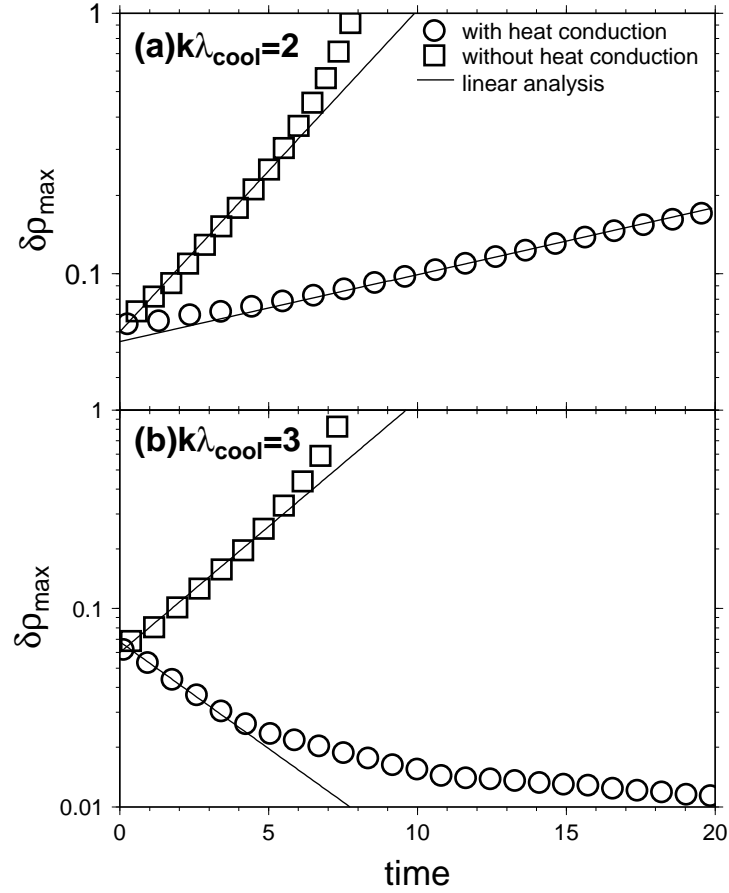 1
(a)kλcool=2
with heat conduction
without heat conduction
linear analysis
δρmax
0.1
1
(b)kλcool=3
δρmax
0.1
0.01
0 5 10 15 20
time